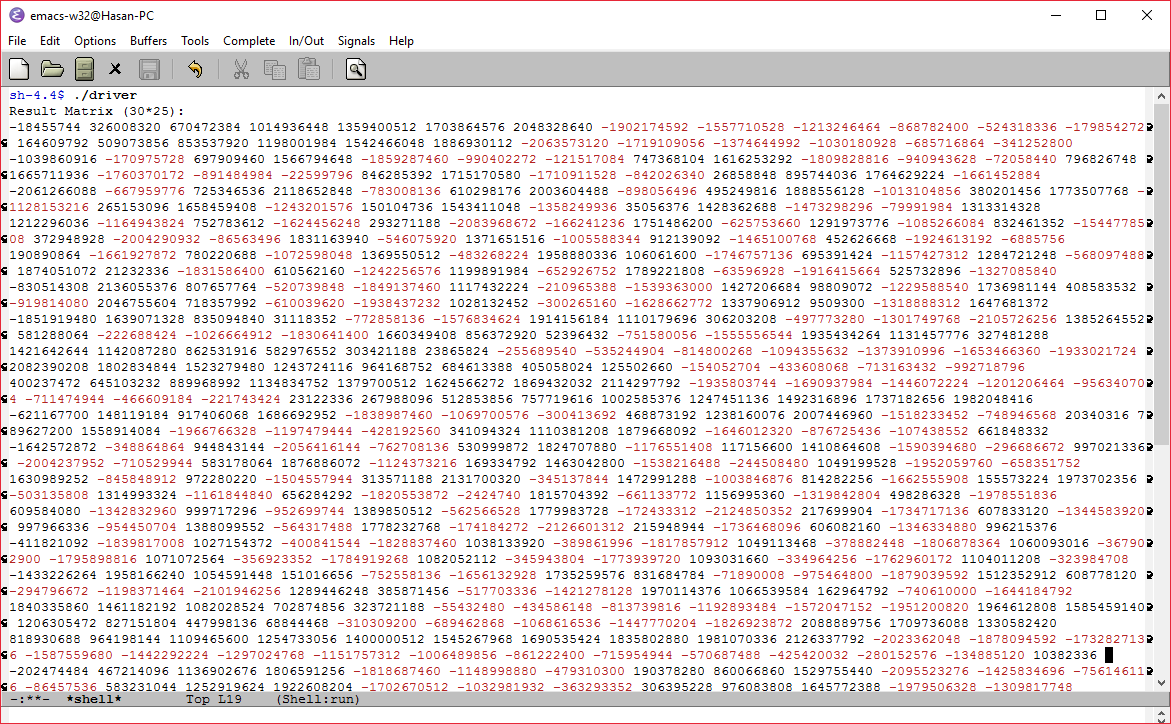 emacs-w32@Hasan-PC
File Edit Options Buffers Tools Complete In/Out Signals Help
sh-4.4$ ./driver
Result Matrix (30*25):
-18455744 326008320 670472384 1014936448 1359400512 1703864576 2048328640 -1902174592 -1557710528 -1213246464 -868782400 -524318336 -179854272
164609792 509073856 853537920 1198001984 1542466048 1886930112 -2063573120 -1719109056 -1374644992 -1030180928 -685716864 -341252800
-1039860916 -170975728 697909460 1566794648 -1859287460 -990402272 -121517084 747368104 1616253292 -1809828816 -940943628 -72058440 796826748
1665711936 -1760370172 -891484984 -22599796 846285392 1715170580 -1710911528 -842026340 26858848 895744036 1764629224 -1661452884
-2061266088 -667959776 725346536 2118652848 -783008136 610298176 2003604488 -898056496 495249816 1888556128 -1013104856 380201456 1773507768 -
1128153216 265153096 1658459408 -1243201576 150104736 1543411048 -1358249936 35056376 1428362688 -1473298296 -79991984 1313314328
1212296036 -1164943824 752783612 -1624456248 293271188 -2083968672 -166241236 1751486200 -625753660 1291973776 -1085266084 832461352 -15447785
08 372948928 -2004290932 -86563496 1831163940 -546075920 1371651516 -1005588344 912139092 -1465100768 452626668 -1924613192 -6885756
190890864 -1661927872 780220688 -1072598048 1369550512 -483268224 1958880336 106061600 -1746757136 695391424 -1157427312 1284721248 -568097488
1874051072 21232336 -1831586400 610562160 -1242256576 1199891984 -652926752 1789221808 -63596928 -1916415664 525732896 -1327085840
-830514308 2136055376 807657764 -520739848 -1849137460 1117432224 -210965388 -1539363000 1427206684 98809072 -1229588540 1736981144 408583532
-919814080 2046755604 718357992 -610039620 -1938437232 1028132452 -300265160 -1628662772 1337906912 9509300 -1318888312 1647681372
-1851919480 1639071328 835094840 31118352 -772858136 -1576834624 1914156184 1110179696 306203208 -497773280 -1301749768 -2105726256 1385264552
581288064 -222688424 -1026664912 -1830641400 1660349408 856372920 52396432 -751580056 -1555556544 1935434264 1131457776 327481288
1421642644 1142087280 862531916 582976552 303421188 23865824 -255689540 -535244904 -814800268 -1094355632 -1373910996 -1653466360 -1933021724
2082390208 1802834844 1523279480 1243724116 964168752 684613388 405058024 125502660 -154052704 -433608068 -713163432 -992718796
400237472 645103232 889968992 1134834752 1379700512 1624566272 1869432032 2114297792 -1935803744 -1690937984 -1446072224 -1201206464 -95634070
4 -711474944 -466609184 -221743424 23122336 267988096 512853856 757719616 1002585376 1247451136 1492316896 1737182656 1982048416
-621167700 148119184 917406068 1686692952 -1838987460 -1069700576 -300413692 468873192 1238160076 2007446960 -1518233452 -748946568 20340316 7
89627200 1558914084 -1966766328 -1197479444 -428192560 341094324 1110381208 1879668092 -1646012320 -876725436 -107438552 661848332
-1642572872 -348864864 944843144 -2056416144 -762708136 530999872 1824707880 -1176551408 117156600 1410864608 -1590394680 -296686672 997021336
-2004237952 -710529944 583178064 1876886072 -1124373216 169334792 1463042800 -1538216488 -244508480 1049199528 -1952059760 -658351752
1630989252 -845848912 972280220 -1504557944 313571188 2131700320 -345137844 1472991288 -1003846876 814282256 -1662555908 155573224 1973702356
-503135808 1314993324 -1161844840 656284292 -1820553872 -2424740 1815704392 -661133772 1156995360 -1319842804 498286328 -1978551836
609584080 -1342832960 999717296 -952699744 1389850512 -562566528 1779983728 -172433312 -2124850352 217699904 -1734717136 607833120 -1344583920
997966336 -954450704 1388099552 -564317488 1778232768 -174184272 -2126601312 215948944 -1736468096 606082160 -1346334880 996215376
-411821092 -1839817008 1027154372 -400841544 -1828837460 1038133920 -389861996 -1817857912 1049113468 -378882448 -1806878364 1060093016 -36790
2900 -1795898816 1071072564 -356923352 -1784919268 1082052112 -345943804 -1773939720 1093031660 -334964256 -1762960172 1104011208 -323984708
-1433226264 1958166240 1054591448 151016656 -752558136 -1656132928 1735259576 831684784 -71890008 -975464800 -1879039592 1512352912 608778120
-294796672 -1198371464 -2101946256 1289446248 385871456 -517703336 -1421278128 1970114376 1066539584 162964792 -740610000 -1644184792
1840335860 1461182192 1082028524 702874856 323721188 -55432480 -434586148 -813739816 -1192893484 -1572047152 -1951200820 1964612808 1585459140
1206305472 827151804 447998136 68844468 -310309200 -689462868 -1068616536 -1447770204 -1826923872 2088889756 1709736088 1330582420
818930688 964198144 1109465600 1254733056 1400000512 1545267968 1690535424 1835802880 1981070336 2126337792 -2023362048 -1878094592 -173282713
6 -1587559680 -1442292224 -1297024768 -1151757312 -1006489856 -861222400 -715954944 -570687488 -425420032 -280152576 -134885120 10382336
-202474484 467214096 1136902676 1806591256 -1818687460 -1148998880 -479310300 190378280 860066860 1529755440 -2095523276 -1425834696 -75614611
6 -86457536 583231044 1252919624 1922608204 -1702670512 -1032981932 -363293352 306395228 976083808 1645772388 -1979506328 -1309817748
-:**- *shell* Top L19 (Shell:run)